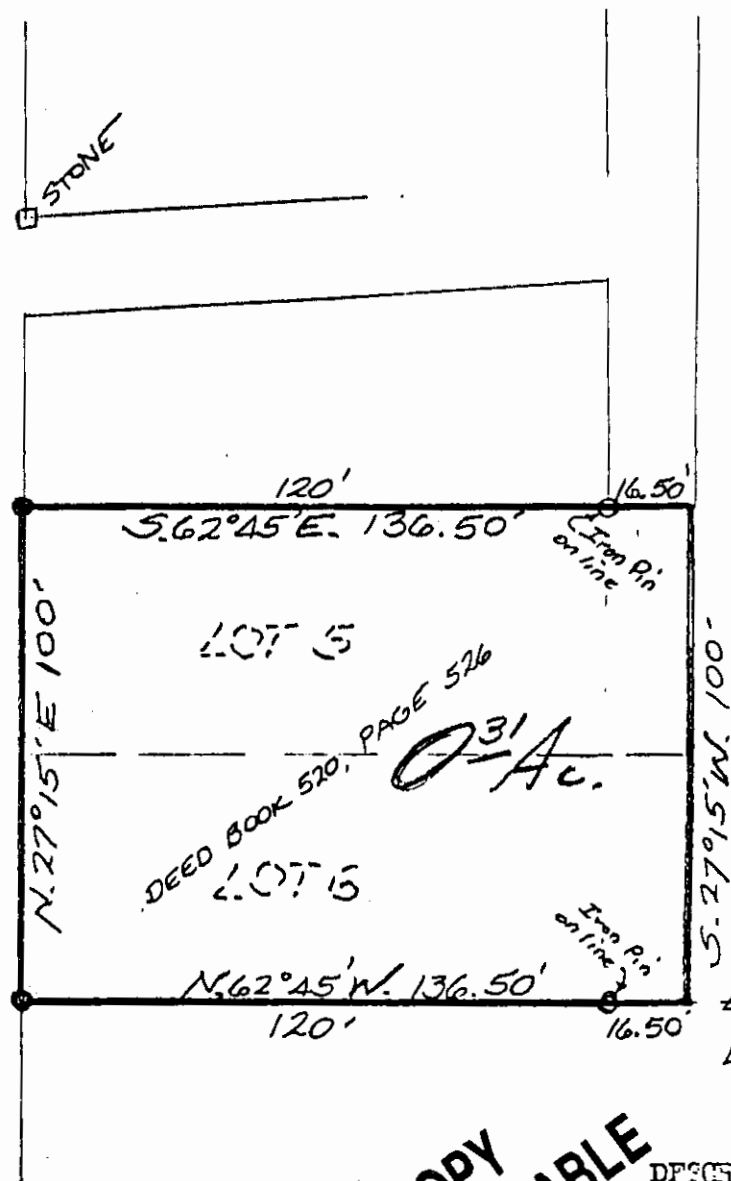 STONE
120'
16.50'
S.62°45'E. 136.50'
Iron Pin
on line
LOT 5
N.27°15'E 100'
DEED BOOK 520, PAGE 526
0 31 Ac.
S.27°15'W. 100'
Iron Pin
on line
N.62°45'W. 136.50'
120'
16.50'